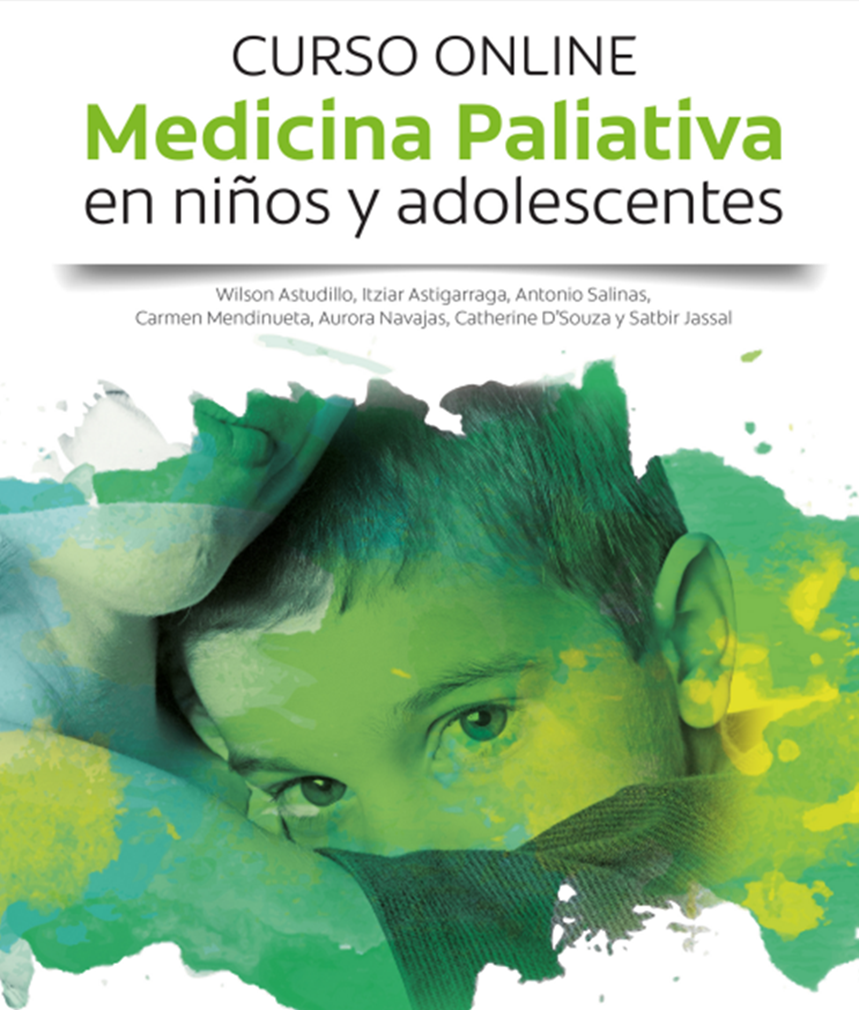 CURSO ONLINE
Medicina Paliativa
en niños y adolescentes
Wilson Astudillo, Itziar Astigarraga, Antonio Salinas,
Carmen Mendinueta, Aurora Navajas, Catherine D'Souza y Satbir Jassal